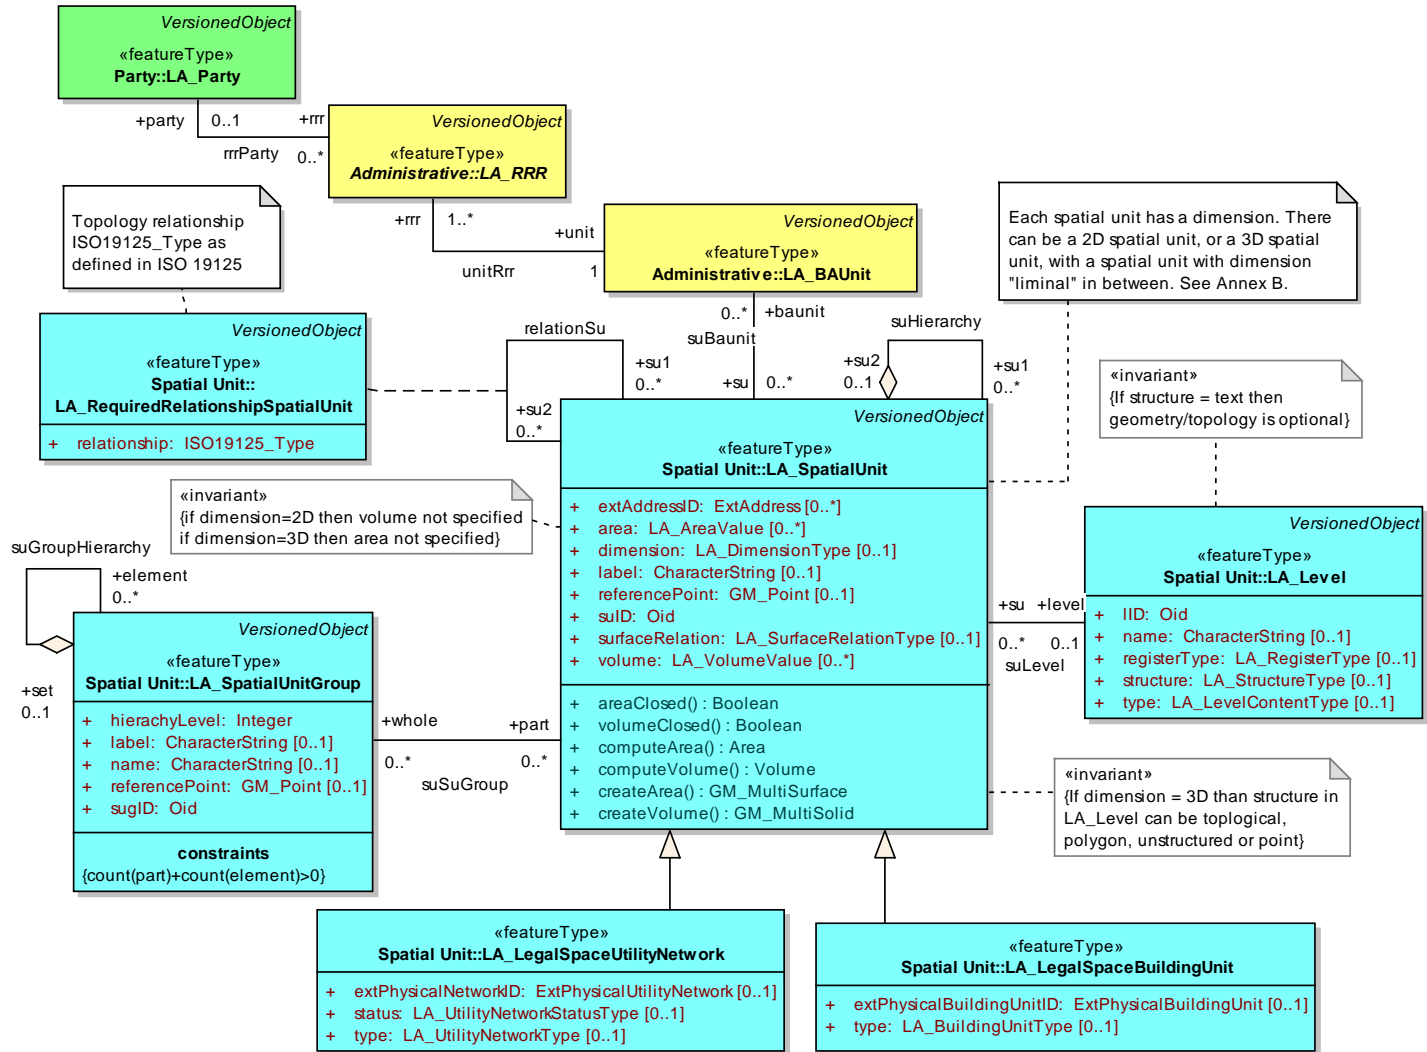 VersionedObject
«featureType»
Party::LA_Party
+party
0..1
+rrr
rrrParty
0..*
VersionedObject
«featureType»
Administrative::LA_RRR
+rrr
1..*
+unit
unitRrr
1
VersionedObject
«featureType»
Administrative::LA_BAUnit
0..*
+baunit
suBaunit
+su
0..*
Topology relationship
ISO19125_Type as
defined in ISO 19125
Each spatial unit has a dimension. There
can be a 2D spatial unit, or a 3D spatial
unit, with a spatial unit with dimension
"liminal" in between. See Annex B.
VersionedObject
«featureType»
Spatial Unit::
LA_RequiredRelationshipSpatialUnit
+ relationship: ISO19125_Type
relationSu
+su1
0..*
+su2
0..*
suHierarchy
+su2
0..1
+su1
0..*
«invariant»
{If structure = text then
geometry/topology is optional}
«invariant»
{if dimension=2D then volume not specified
if dimension=3D then area not specified}
VersionedObject
«featureType»
Spatial Unit::LA_SpatialUnit
+ extAddressID: ExtAddress [0..*]
+ area: LA_AreaValue [0..*]
+ dimension: LA_DimensionType [0..1]
+ label: CharacterString [0..1]
+ referencePoint: GM_Point [0..1]
+ suID: Oid
+ surfaceRelation: LA_SurfaceRelationType [0..1]
+ volume: LA_VolumeValue [0..*]
+ areaClosed() : Boolean
+ volumeClosed() : Boolean
+ computeArea() : Area
+ computeVolume() : Volume
+ createArea() : GM_MultiSurface
+ createVolume() : GM_MultiSolid
VersionedObject
«featureType»
Spatial Unit::LA_Level
+ lID: Oid
+ name: CharacterString [0..1]
+ registerType: LA_RegisterType [0..1]
+ structure: LA_StructureType [0..1]
+ type: LA_LevelContentType [0..1]
+su
+level
0..*
0..1
suLevel
suGroupHierarchy
+element
0..*
+set
0..1
VersionedObject
«featureType»
Spatial Unit::LA_SpatialUnitGroup
+ hierachyLevel: Integer
+ label: CharacterString [0..1]
+ name: CharacterString [0..1]
+ referencePoint: GM_Point [0..1]
+ sugID: Oid
constraints
{count(part)+count(element)>0}
+whole
+part
0..*
0..*
suSuGroup
«invariant»
{If dimension = 3D than structure in
LA_Level can be toplogical,
polygon, unstructured or point}
«featureType»
Spatial Unit::LA_LegalSpaceUtilityNetwork
+ extPhysicalNetworkID: ExtPhysicalUtilityNetwork [0..1]
+ status: LA_UtilityNetworkStatusType [0..1]
+ type: LA_UtilityNetworkType [0..1]
«featureType»
Spatial Unit::LA_LegalSpaceBuildingUnit
+ extPhysicalBuildingUnitID: ExtPhysicalBuildingUnit [0..1]
+ type: LA_BuildingUnitType [0..1]